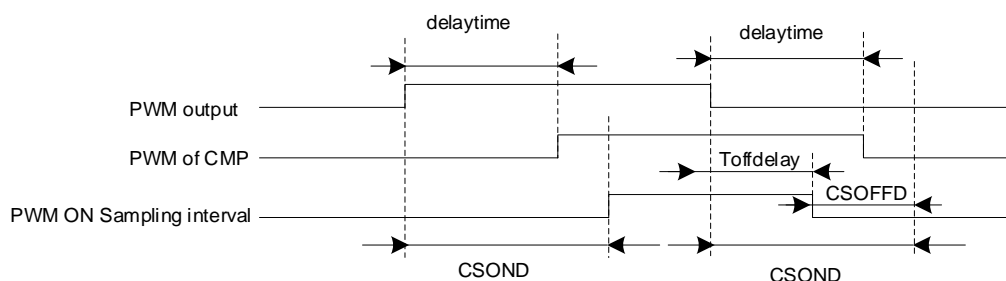 delaytime
delaytime
PWM output
PWM of CMP
Toffdelay
CSOFFD
PWM ON Sampling interval
CSOND
CSOND